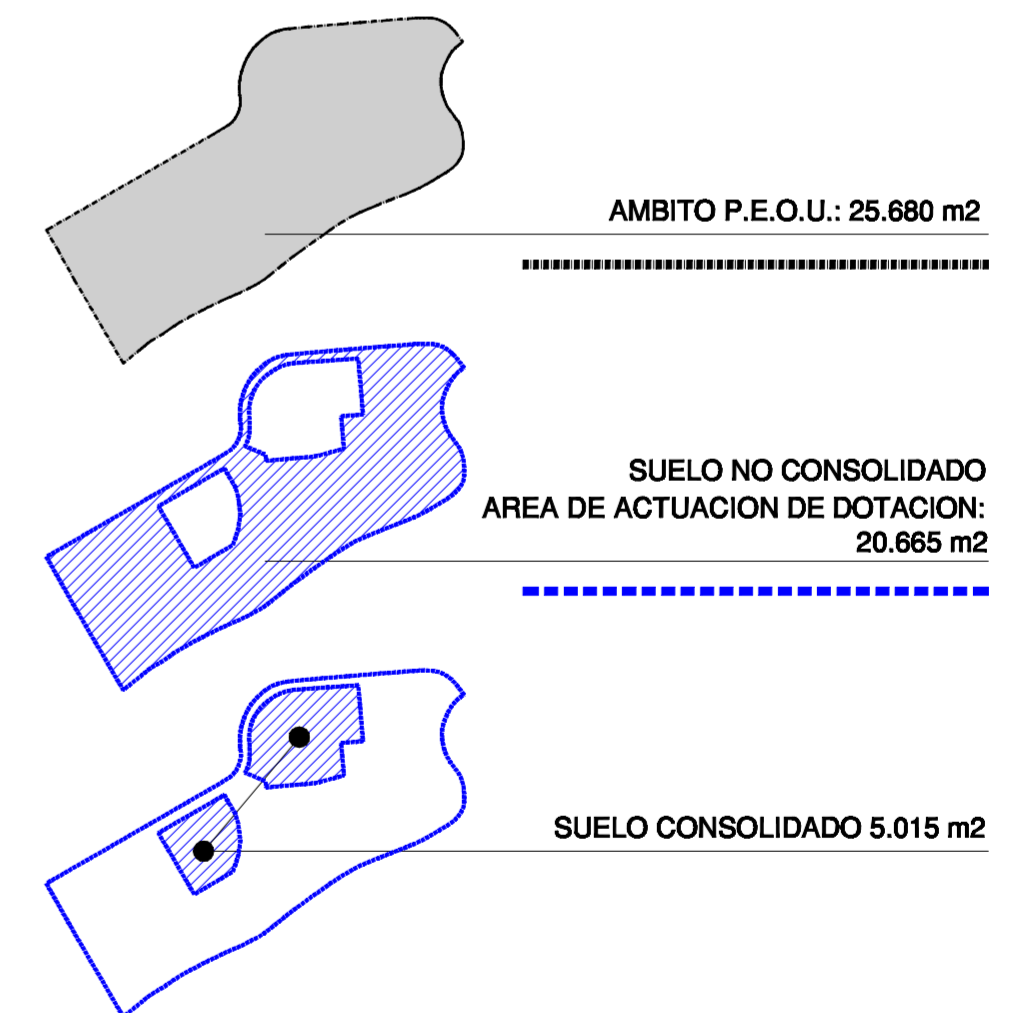 AMBITO P.E.O.U.: 25.680 m2
SUELO NO CONSOLIDADO
AREA DE ACTUACION DE DOTACION:
20.665 m2
SUELO CONSOLIDADO 5.015 m2